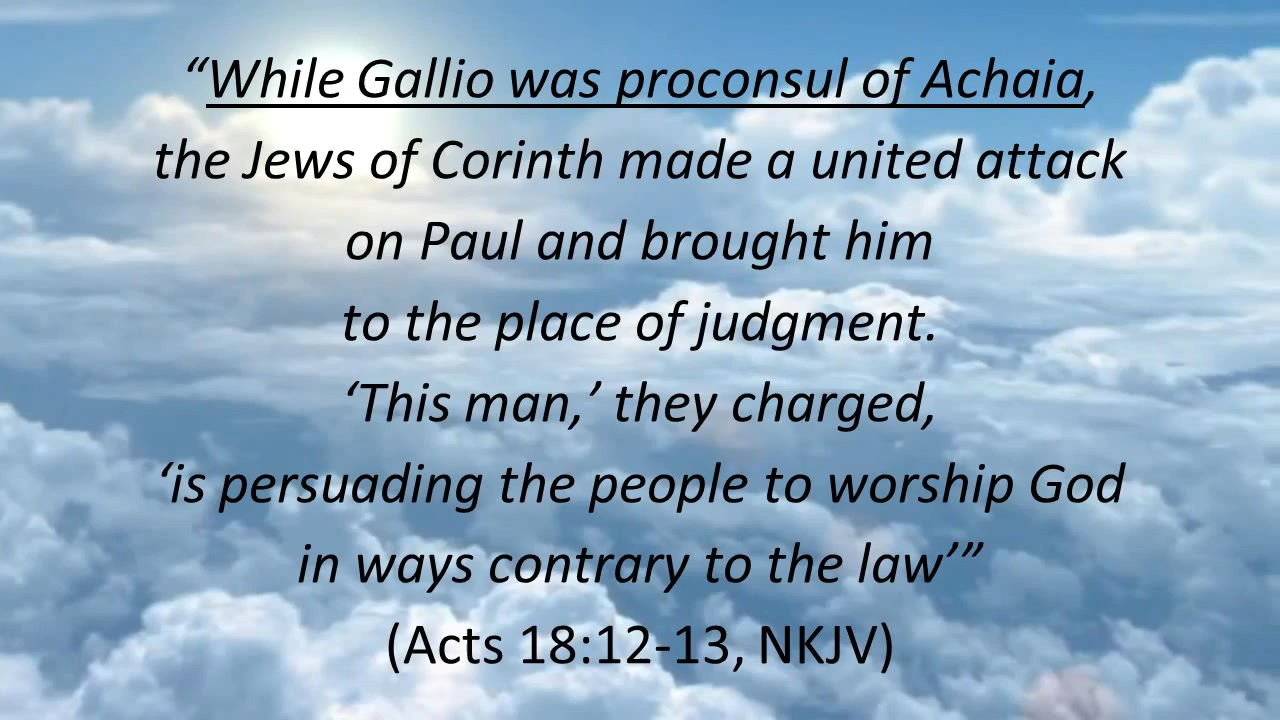 “While Gallio was proconsul of Achaia,
the Jews of Corinth made a united attack
on Paul and brought him
to the place of judgment.
‘This man,’ they charged,
‘is persuading the people to worship God
in ways contrary to the law’”
(Acts 18:12-13, NKJV)